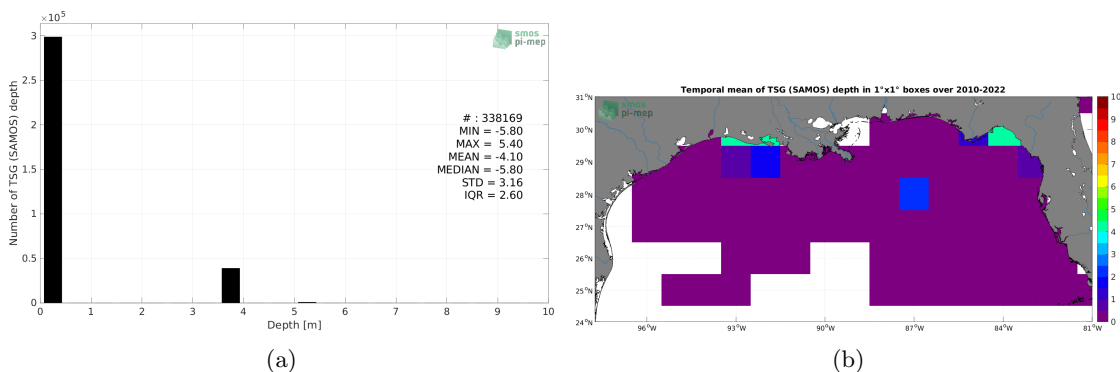 ×10⁵
3
2.5
2
1.5
1
0.5
0
0 1 2 3 4 5 6 7 8 9 10
Number of TSG (SAMOS) depth
Depth [m]
smos
pi-mep
# : 338169
MIN = -5.80
MAX = 5.40
MEAN = -4.10
MEDIAN = -5.80
STD = 3.16
IQR = 2.60
(a)
Temporal mean of TSG (SAMOS) depth in 1°x1° boxes over 2010-2022
smos
pi-mep
31°N
30°N
29°N
28°N
27°N
26°N
25°N
24°N
96°W 93°W 90°W 87°W 84°W 81°W
10
9
8
7
6
5
4
3
2
1
0
(b)